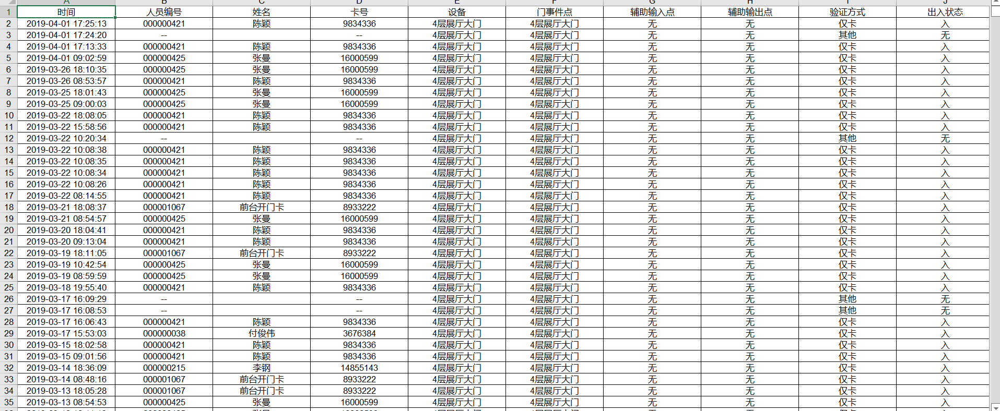 A B C D E F G H I J
1 时间 人员编号 姓名 卡号 设备 门事件点 辅助输入点 辅助输出点 验证方式 出入状态
2 2019-04-01 17:25:13 000000421 陈颖 9834336 4层展厅大门 4层展厅大门 无 无 仅卡 入
3 2019-04-01 17:24:20 -- -- 4层展厅大门 4层展厅大门 无 无 其他 无
4 2019-04-01 17:13:33 000000421 陈颖 9834336 4层展厅大门 4层展厅大门 无 无 仅卡 入
5 2019-04-01 09:02:59 000000425 张曼 16000599 4层展厅大门 4层展厅大门 无 无 仅卡 入
6 2019-03-26 18:10:35 000000425 张曼 16000599 4层展厅大门 4层展厅大门 无 无 仅卡 入
7 2019-03-26 08:53:57 000000421 陈颖 9834336 4层展厅大门 4层展厅大门 无 无 仅卡 入
8 2019-03-25 18:01:43 000000425 张曼 16000599 4层展厅大门 4层展厅大门 无 无 仅卡 入
9 2019-03-25 09:00:03 000000425 张曼 16000599 4层展厅大门 4层展厅大门 无 无 仅卡 入
10 2019-03-22 18:08:05 000000421 陈颖 9834336 4层展厅大门 4层展厅大门 无 无 仅卡 入
11 2019-03-22 15:58:56 000000421 陈颖 9834336 4层展厅大门 4层展厅大门 无 无 仅卡 入
12 2019-03-22 10:20:34 -- -- 4层展厅大门 4层展厅大门 无 无 其他 无
13 2019-03-22 10:08:38 000000421 陈颖 9834336 4层展厅大门 4层展厅大门 无 无 仅卡 入
14 2019-03-22 10:08:35 000000421 陈颖 9834336 4层展厅大门 4层展厅大门 无 无 仅卡 入
15 2019-03-22 10:08:34 000000421 陈颖 9834336 4层展厅大门 4层展厅大门 无 无 仅卡 入
16 2019-03-22 10:08:26 000000421 陈颖 9834336 4层展厅大门 4层展厅大门 无 无 仅卡 入
17 2019-03-22 08:14:55 000000421 陈颖 9834336 4层展厅大门 4层展厅大门 无 无 仅卡 入
18 2019-03-21 18:08:37 000001067 前台开门卡 8933222 4层展厅大门 4层展厅大门 无 无 仅卡 入
19 2019-03-21 08:54:57 000000425 张曼 16000599 4层展厅大门 4层展厅大门 无 无 仅卡 入
20 2019-03-20 18:04:41 000000421 陈颖 9834336 4层展厅大门 4层展厅大门 无 无 仅卡 入
21 2019-03-20 09:13:04 000000421 陈颖 9834336 4层展厅大门 4层展厅大门 无 无 仅卡 入
22 2019-03-19 18:11:05 000001067 前台开门卡 8933222 4层展厅大门 4层展厅大门 无 无 仅卡 入
23 2019-03-19 10:42:54 000000425 张曼 16000599 4层展厅大门 4层展厅大门 无 无 仅卡 入
24 2019-03-19 08:59:59 000000425 张曼 16000599 4层展厅大门 4层展厅大门 无 无 仅卡 入
25 2019-03-18 19:55:40 000000421 陈颖 9834336 4层展厅大门 4层展厅大门 无 无 仅卡 入
26 2019-03-17 16:09:29 -- -- 4层展厅大门 4层展厅大门 无 无 其他 无
27 2019-03-17 16:08:53 -- -- 4层展厅大门 4层展厅大门 无 无 其他 无
28 2019-03-17 16:06:43 000000421 陈颖 9834336 4层展厅大门 4层展厅大门 无 无 仅卡 入
29 2019-03-17 15:53:03 000000038 付俊伟 3676384 4层展厅大门 4层展厅大门 无 无 仅卡 入
30 2019-03-15 18:02:58 000000421 陈颖 9834336 4层展厅大门 4层展厅大门 无 无 仅卡 入
31 2019-03-15 09:01:56 000000421 陈颖 9834336 4层展厅大门 4层展厅大门 无 无 仅卡 入
32 2019-03-14 18:36:09 000000215 李钢 14855143 4层展厅大门 4层展厅大门 无 无 仅卡 入
33 2019-03-14 08:48:16 000001067 前台开门卡 8933222 4层展厅大门 4层展厅大门 无 无 仅卡 入
34 2019-03-13 18:05:28 000001067 前台开门卡 8933222 4层展厅大门 4层展厅大门 无 无 仅卡 入
35 2019-03-13 08:54:53 000000425 张曼 16000599 4层展厅大门 4层展厅大门 无 无 仅卡 入